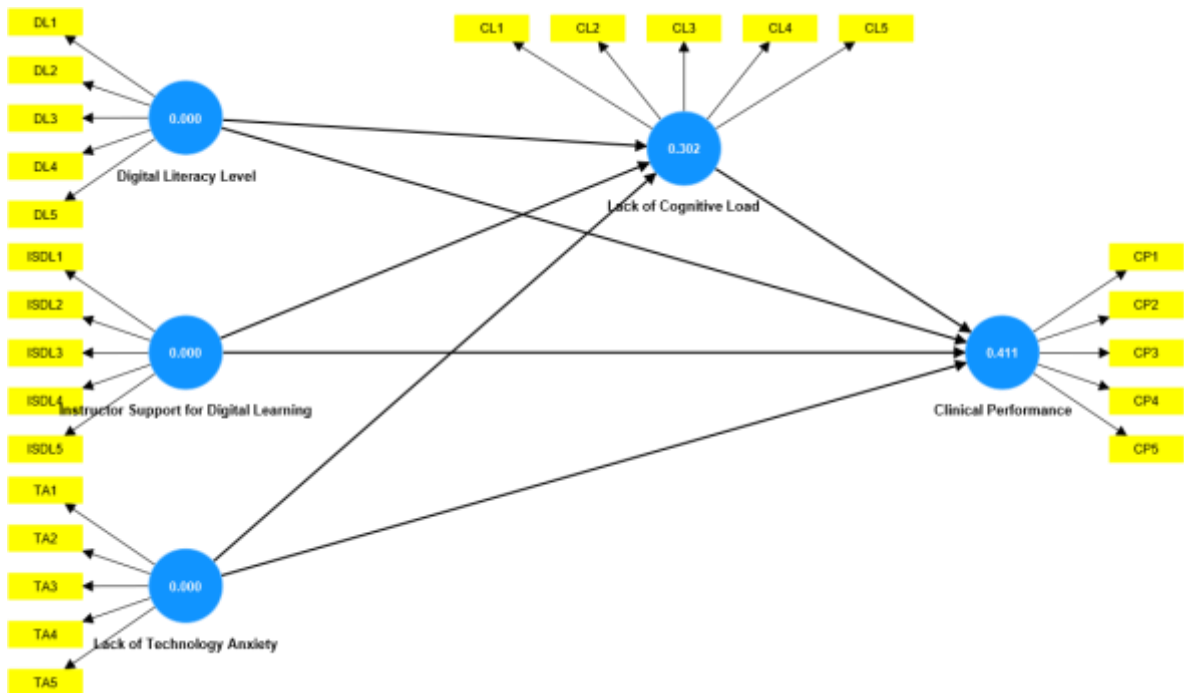 DL1
DL2
DL3
DL4
DL5
0.000
Digital Literacy Level
ISDL1
ISDL2
ISDL3
ISDL4
ISDL5
0.000
Instructor Support for Digital Learning
TA1
TA2
TA3
TA4
TA5
0.000
Lack of Technology Anxiety
CL1
CL2
CL3
CL4
CL5
0.302
Lack of Cognitive Load
0.411
Clinical Performance
CP1
CP2
CP3
CP4
CP5